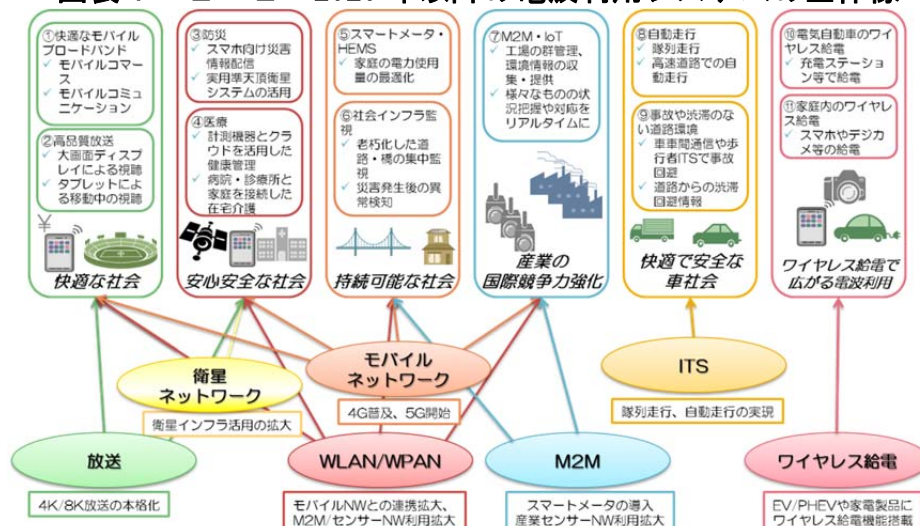 ①快適なモバイル
ブロードバンド
✓ モバイルコマー
ス
✓ モバイルコミュ
ニケーション
②高品質放送
✓ 大画面ディスプ
レイによる視聴
✓ タブレットによ
る移動中の視聴
¥
快適な社会
③防災
✓ スマホ向け災害
情報配信
✓ 実用準天頂衛星
システムの活用
④医療
✓ 計測機器とクラ
ウドを活用した
健康管理
✓ 病院・診療所と
家庭を接続した
在宅介護
安心安全な社会
⑤スマートメータ・
HEMS
✓ 家庭の電力使用
量の最適化
⑥社会インフラ監
視
✓ 老朽化した道
路・橋の集中監
視
✓ 災害発生後の異
常検知
持続可能な社会
⑦M2M・IoT
✓ 工場の群管理、
環境情報の収
集・提供
✓ 様々なものの状
況把握や対応を
リアルタイムに
産業の
国際競争力強化
⑧自動走行
✓ 隊列走行
✓ 高速道路での自
動走行
⑨事故や渋滞のな
い道路環境
✓ 車車間通信や歩
行者ITSで事故
回避
✓ 道路からの渋滞
回避情報
快適で安全な
車社会
⑩電気自動車のワイ
ヤレス給電
✓ 充電ステーショ
ン等で給電
⑪家庭内のワイヤレ
ス給電
✓ スマホやデジカ
メ等の給電
ワイヤレス給電で
広がる電波利用
衛星
ネットワーク
衛星インフラ活用の拡大
モバイル
ネットワーク
4G普及、5G開始
ITS
隊列走行、自動走行の実現
放送
4K/8K放送の本格化
WLAN/WPAN
モバイルNWとの連携拡大、
M2M/センサーNW利用拡大
M2M
スマートメータの導入
産業センサーNW利用拡大
ワイヤレス給電
EV/PHEVや家電製品に
ワイヤレス給電機能搭載